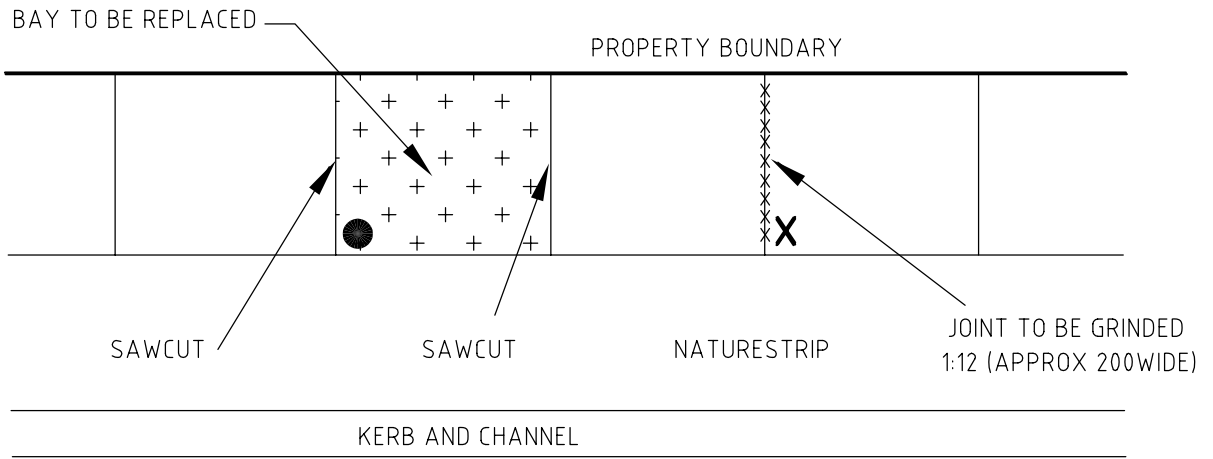 BAY TO BE REPLACED
PROPERTY BOUNDARY
X
SAWCUT
SAWCUT
NATURESTRIP
JOINT TO BE GRINDED
1:12 (APPROX 200WIDE)
KERB AND CHANNEL